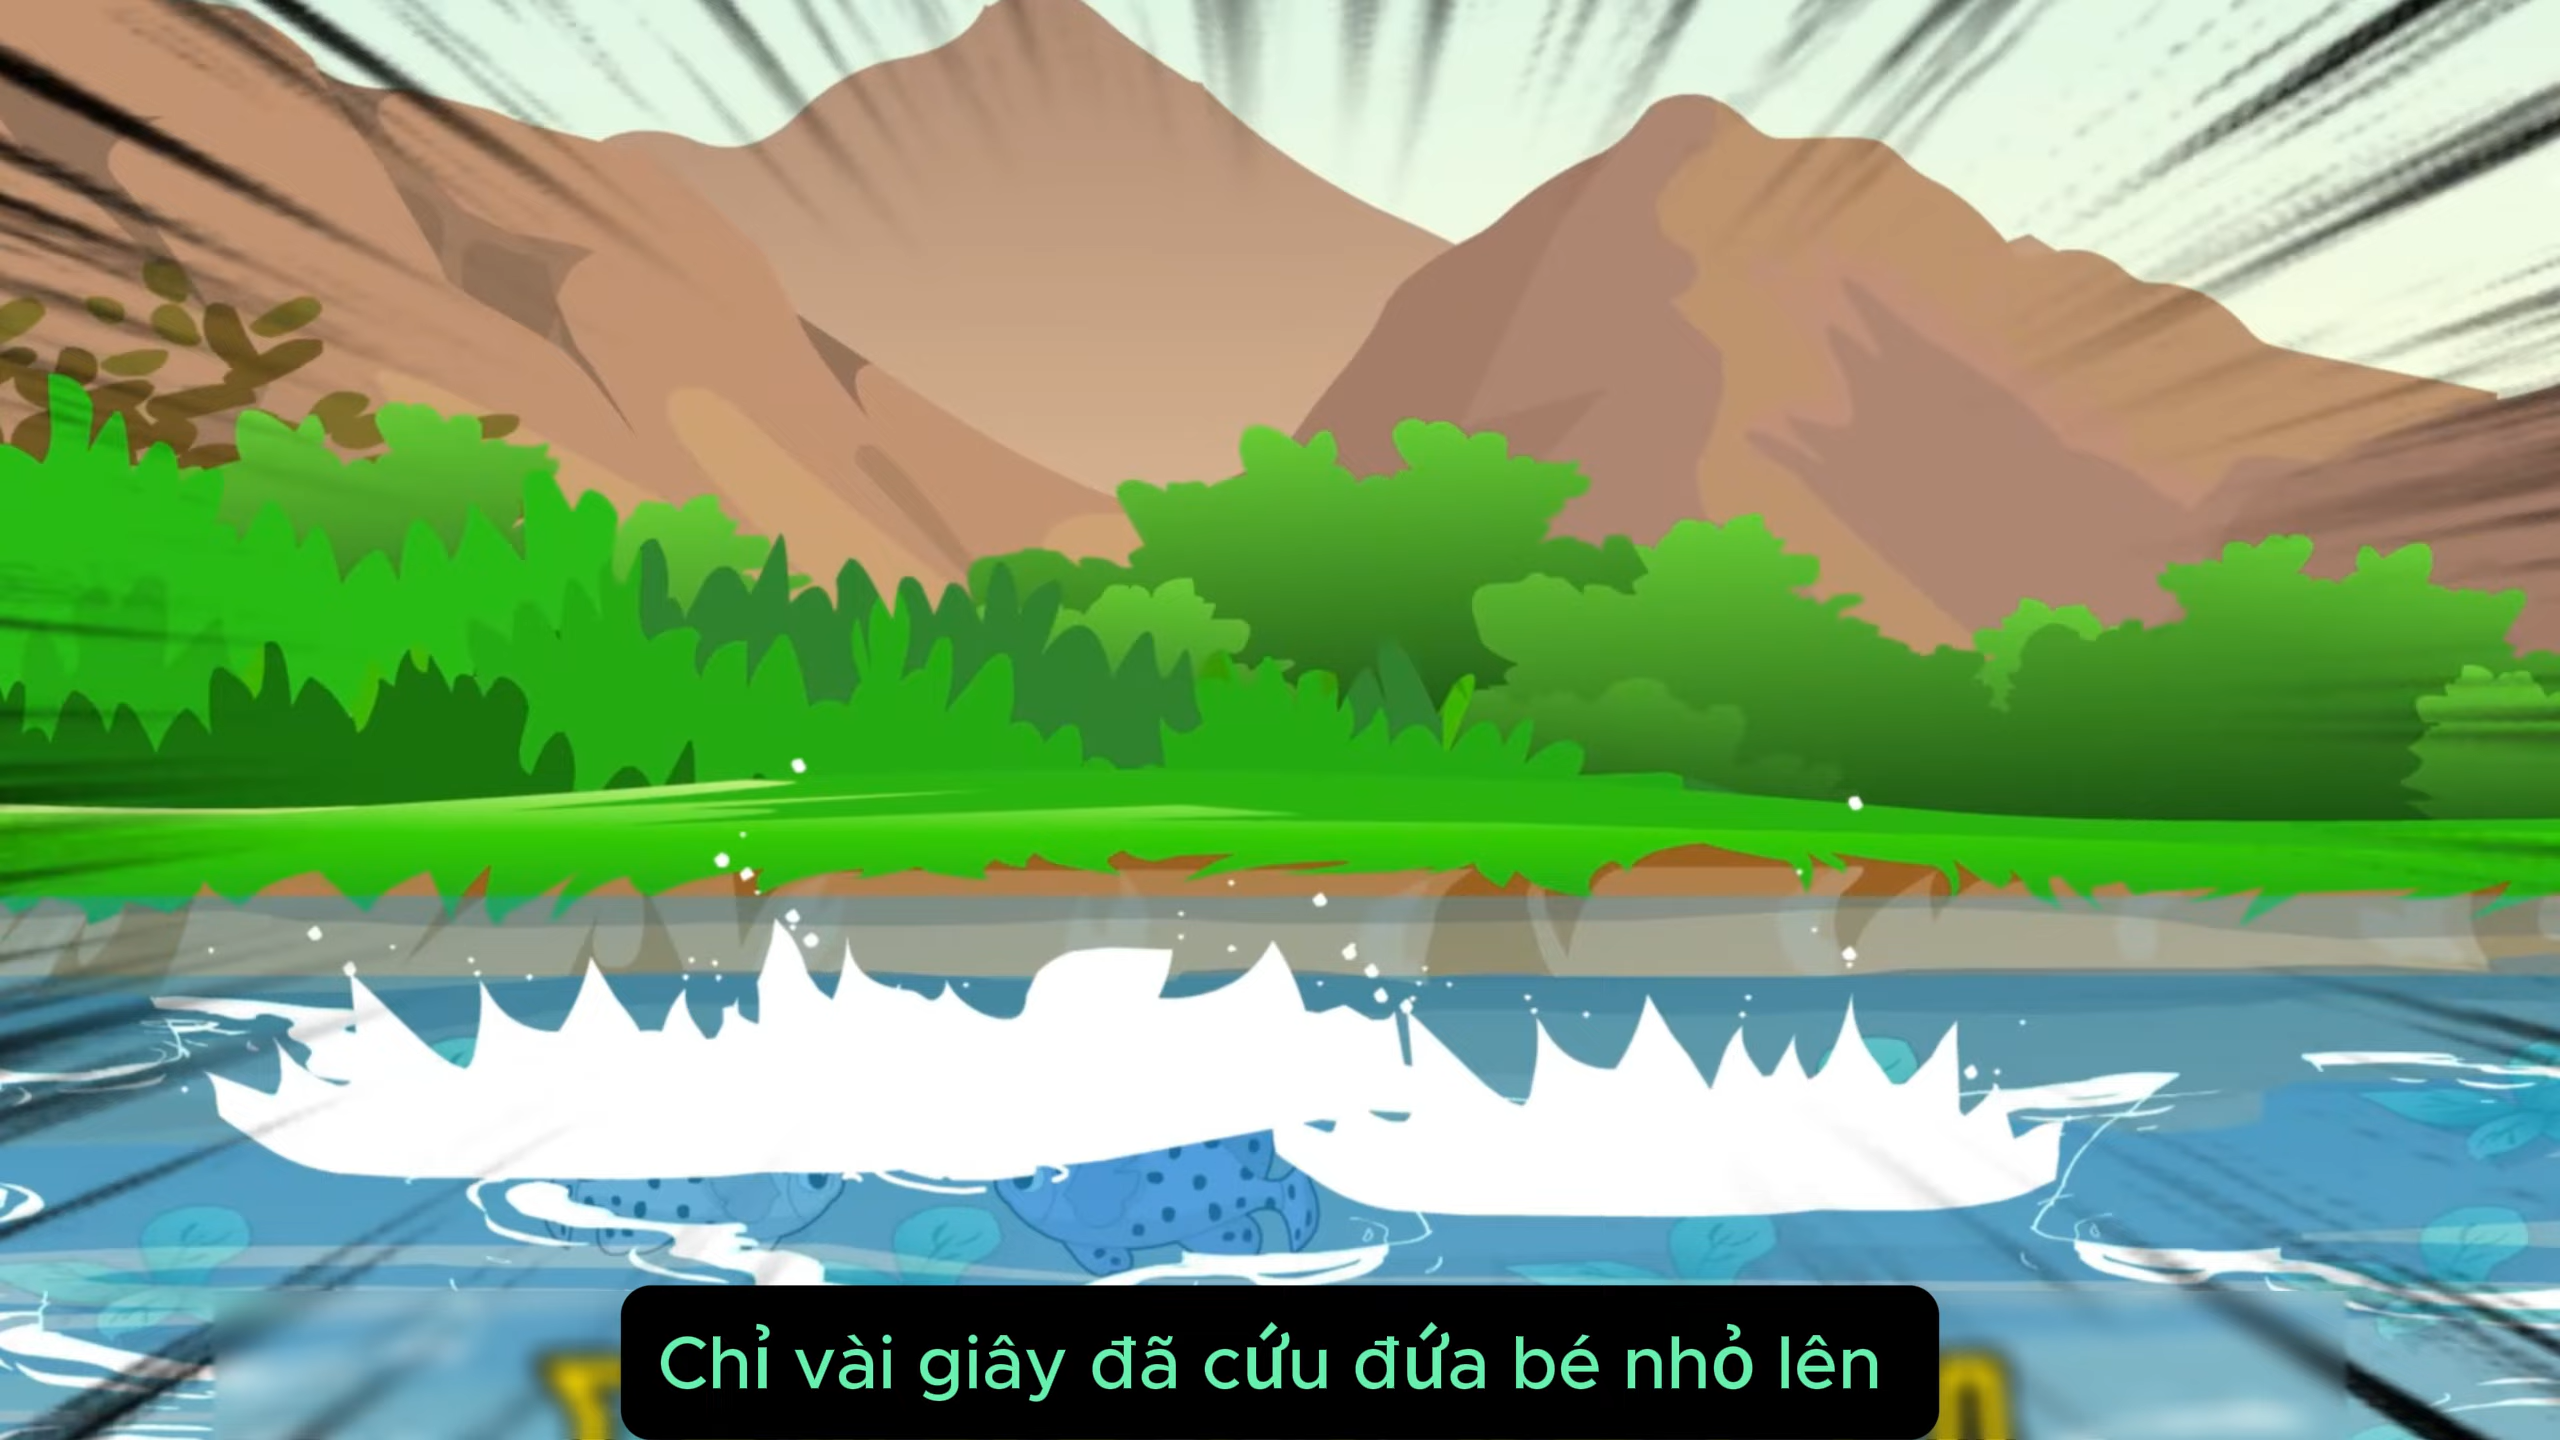 Chỉ vài giây đã cứu đứa bé nhỏ lên